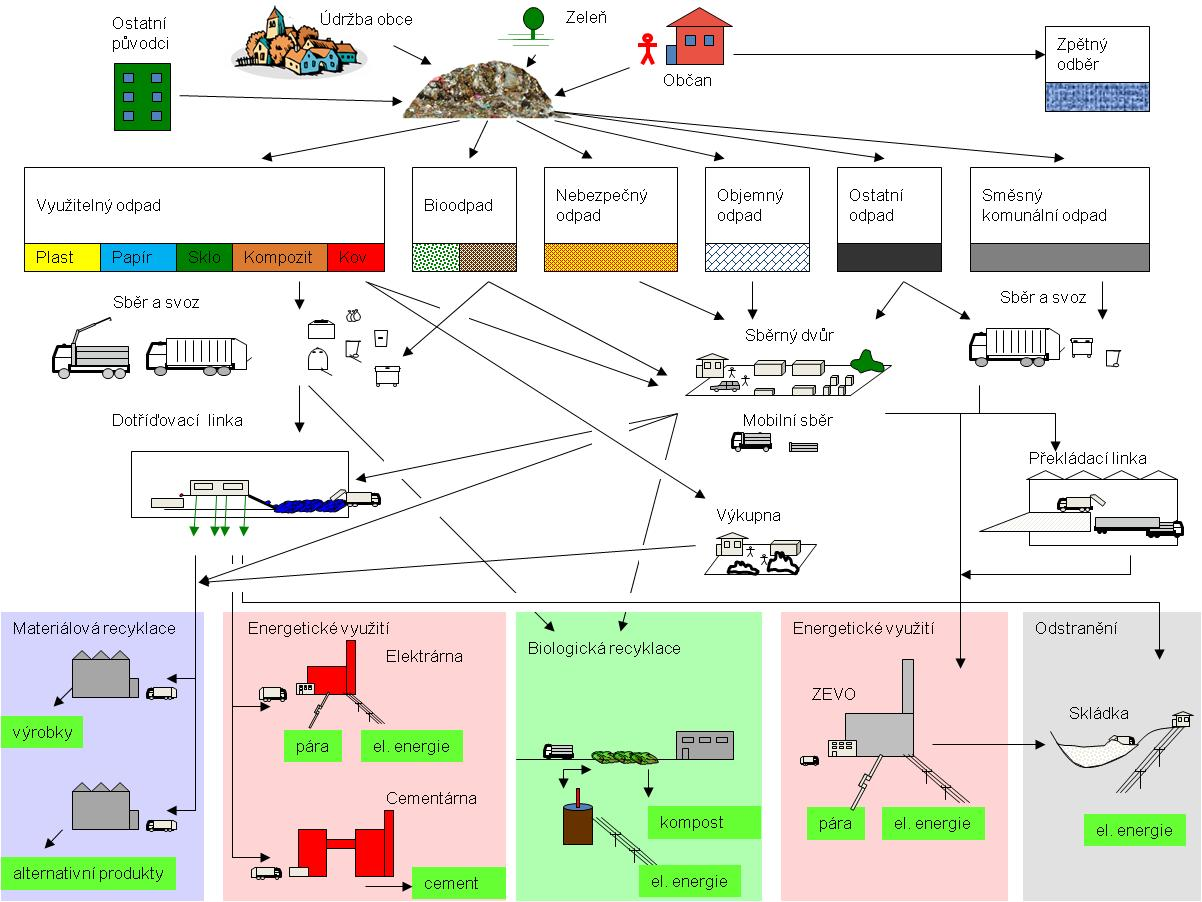 Ostatní
původci
Údržba obce
Zeleň
Občan
Zpětný
odběr
Využitelný odpad
Plast
Papír
Sklo
Kompozit
Kov
Bioodpad
Nebezpečný
odpad
Objemný
odpad
Ostatní
odpad
Směsný
komunální odpad
Sběr a svoz
Sběrný dvůr
Sběr a svoz
Dotříďovací linka
Mobilní sběr
Překládací linka
Výkupna
Materiálová recyklace
výrobky
alternativní produkty
Energetické využití
Elektrárna
pára
el. energie
Cementárna
cement
Biologická recyklace
kompost
el. energie
Energetické využití
ZEVO
pára
el. energie
Odstranění
Skládka
el. energie